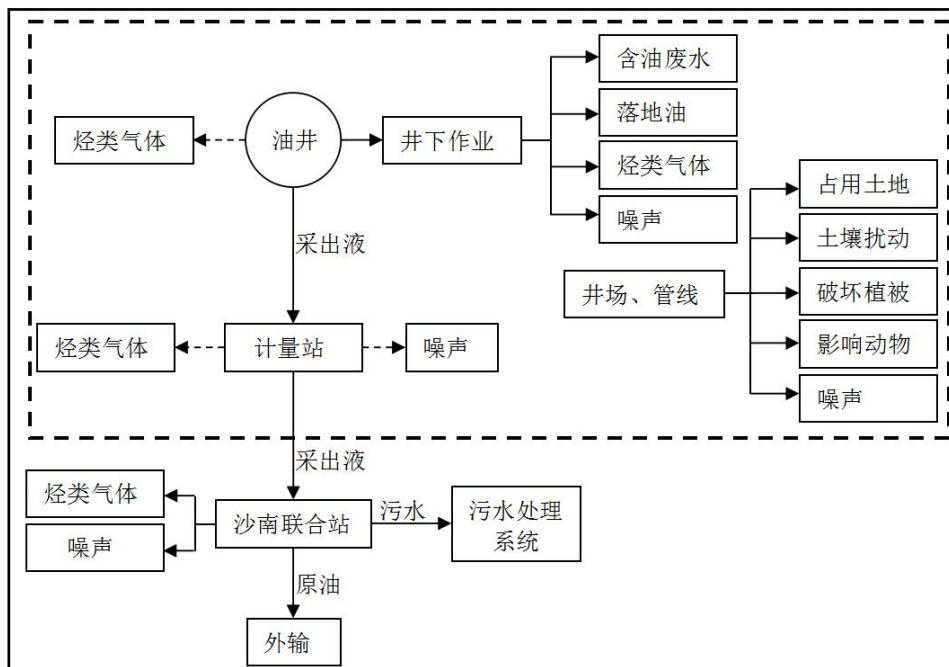 含油废水
烃类气体
油井
井下作业
落地油
烃类气体
噪声
占用土地
土壤扰动
采出液
井场、管线
破坏植被
影响动物
噪声
烃类气体
计量站
噪声
采出液
烃类气体
噪声
沙南联合站
污水
污水处理
系统
原油
外输